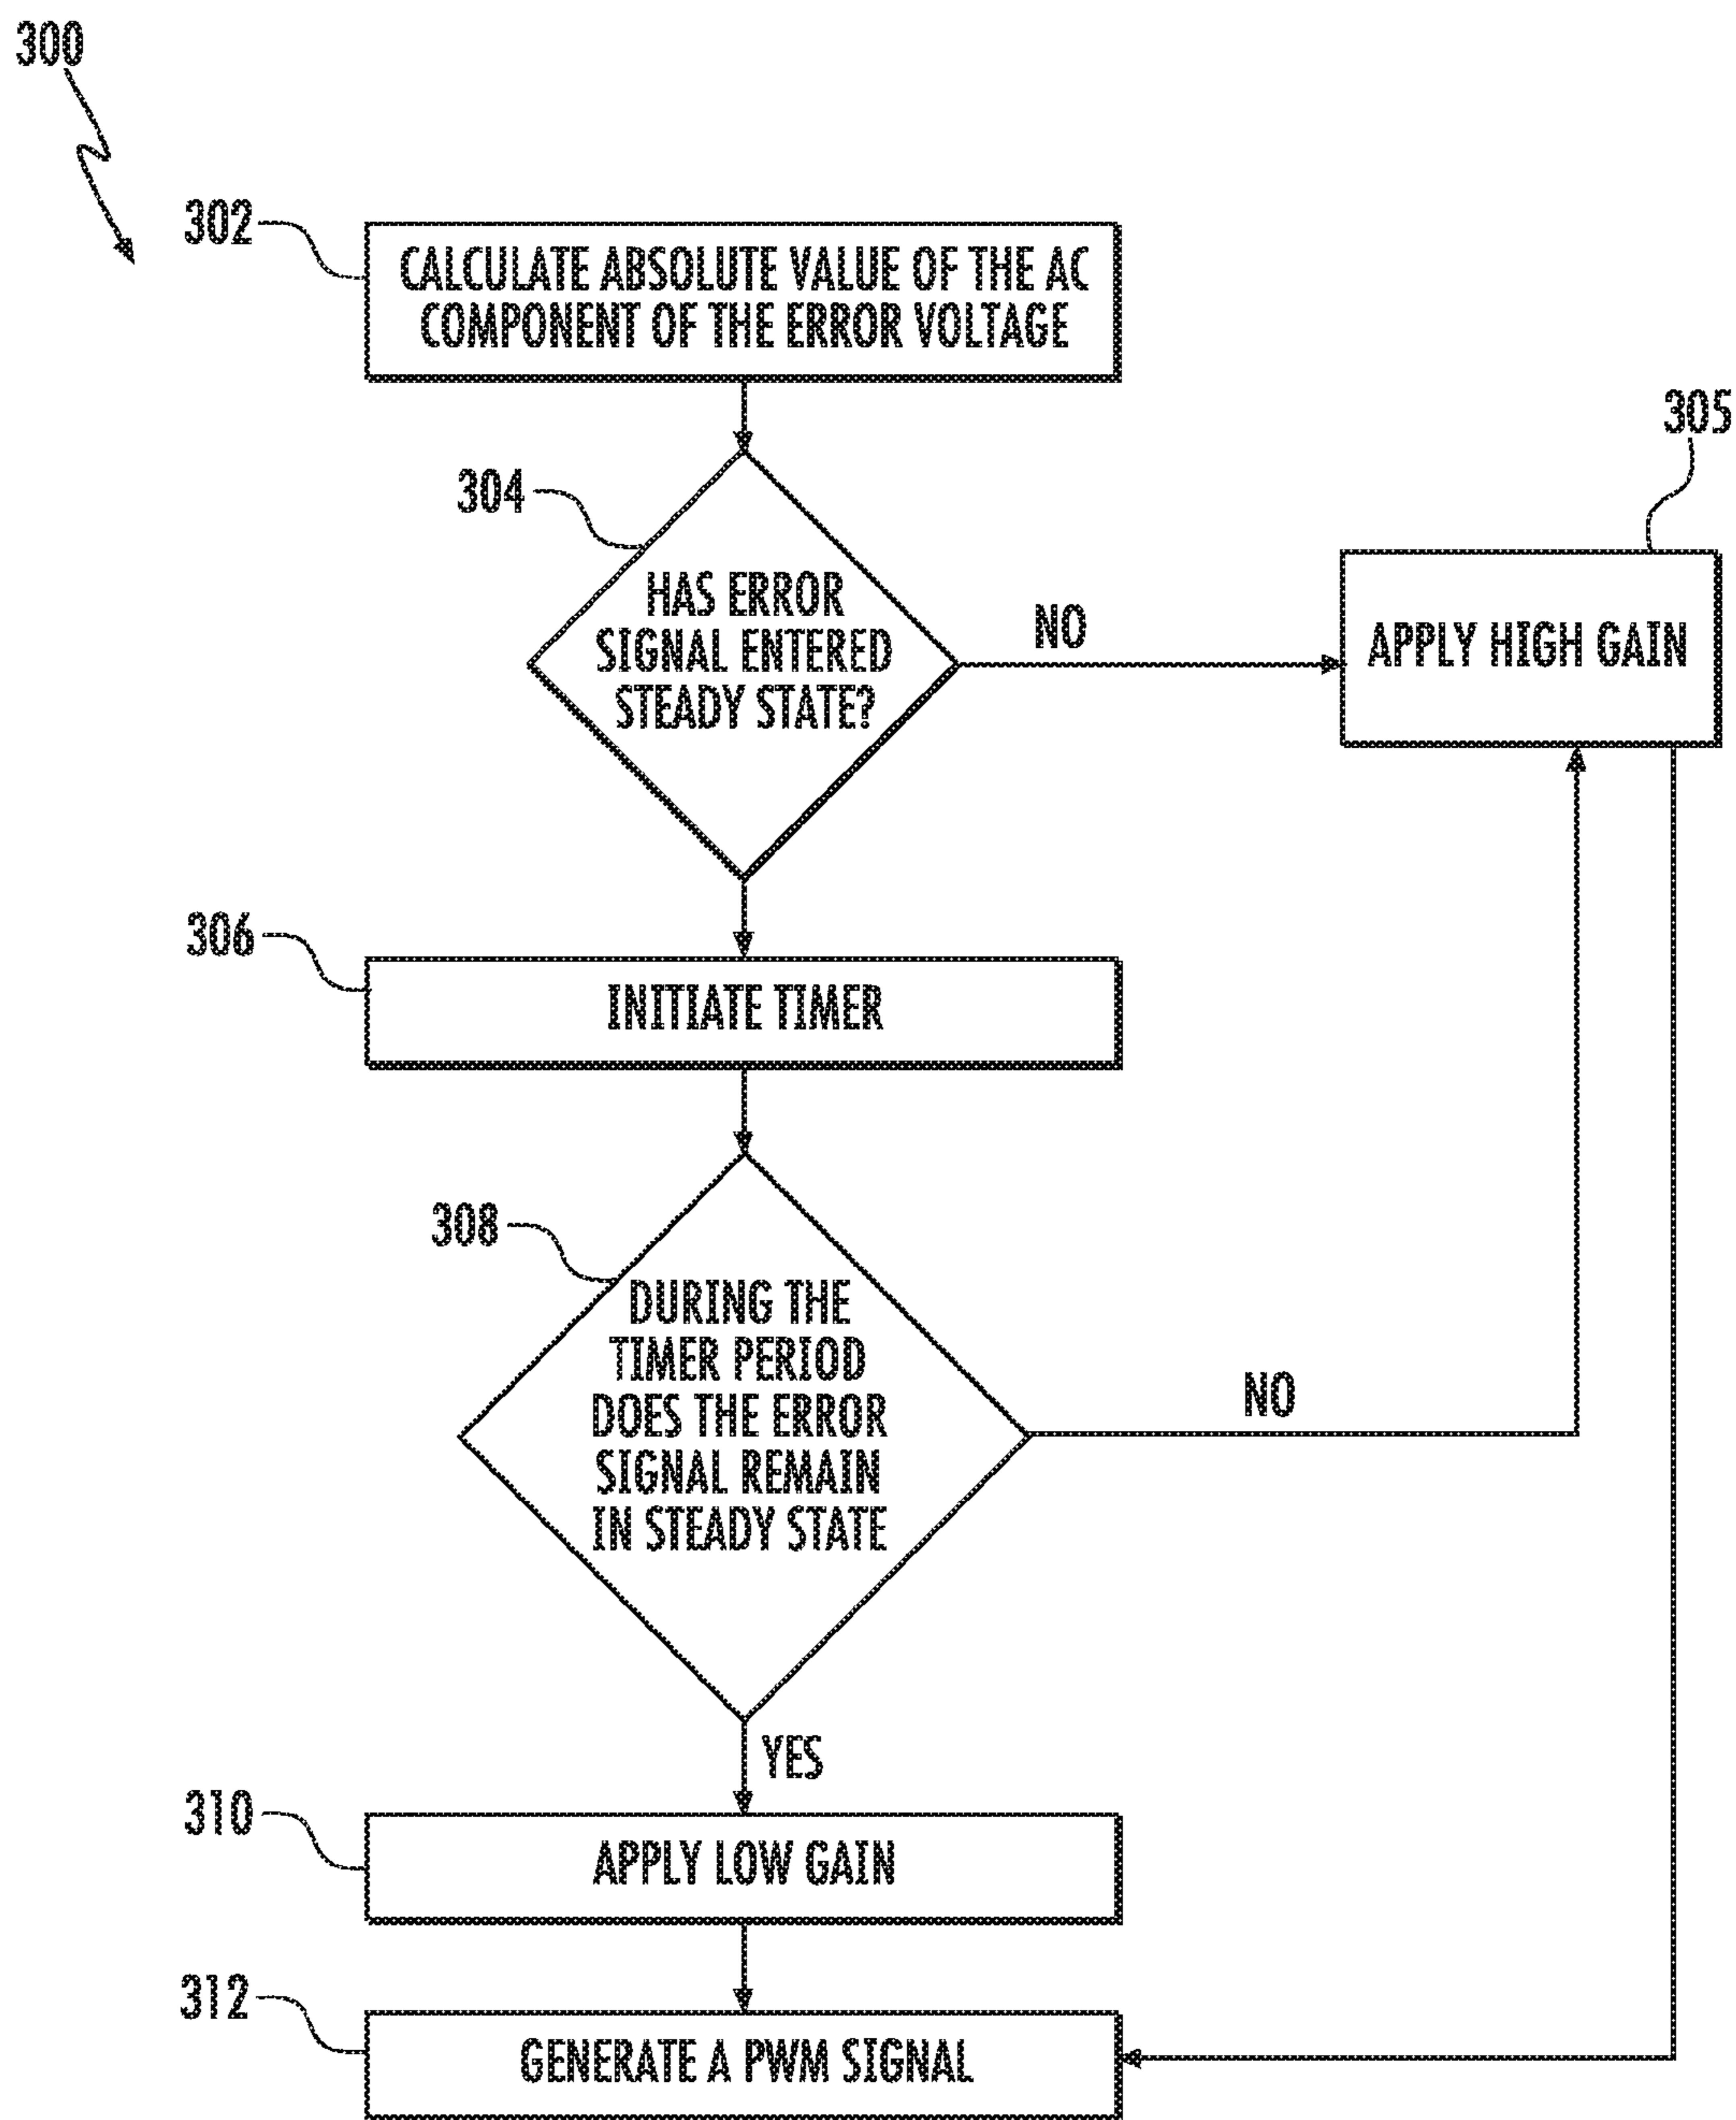 300
302
CALCULATE ABSOLUTE VALUE OF THE AC
COMPONENT OF THE ERROR VOLTAGE
304
HAS ERROR
SIGNAL ENTERED
STEADY STATE?
NO
305
APPLY HIGH GAIN
306
INITIATE TIMER
308
DURING THE
TIMER PERIOD
DOES THE ERROR
SIGNAL REMAIN
IN STEADY STATE
NO
YES
310
APPLY LOW GAIN
312
GENERATE A PWM SIGNAL